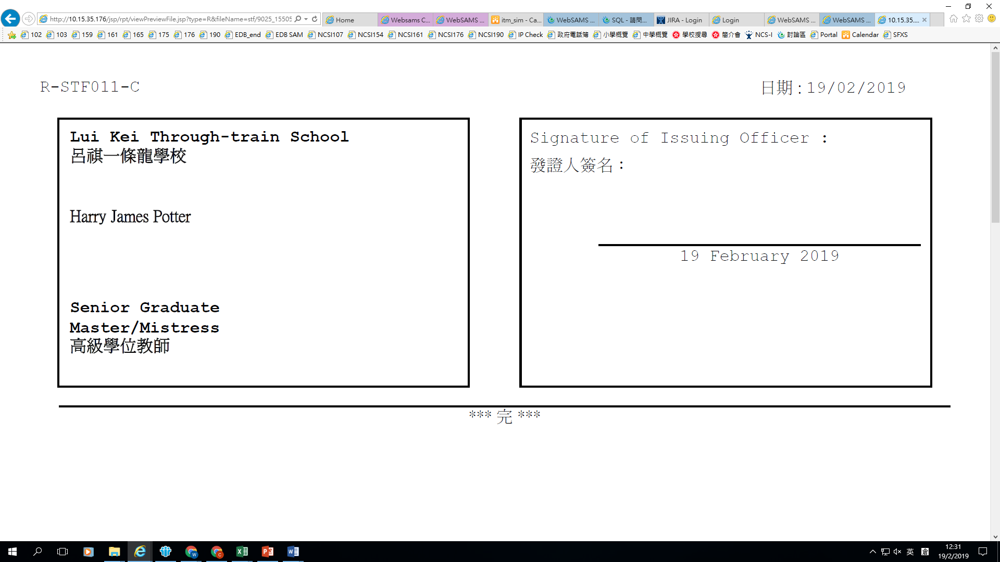 http://10.15.35.176/jsp/rpt/viewPreviewFile.jsp?type=R&fileName=stf/9025_15505
Home
Websams C...
WebSAMS ...
itm_sim - Ca...
WebSAMS ...
SQL - 請問...
JIRA - Login
Login
WebSAMS ...
WebSAMS ...
10.15.35....
102 103 159 161 165 175 176 190 EDB_end EDB SAM NCSI107 NCSI154 NCSI161 NCSI176 NCSI190 IP Check 政府電話簿 小學概覽 中學概覽 學校搜尋 簡介會 NCS-I 討論區 Portal Calendar SFXS
R-STF011-C
日期:19/02/2019
Lui Kei Through-train School
呂祺一條龍學校
Harry James Potter
Senior Graduate
Master/Mistress
高級學位教師
Signature of Issuing Officer :
發證人簽名：
19 February 2019
*** 完 ***
英 倉
12:31
19/2/2019